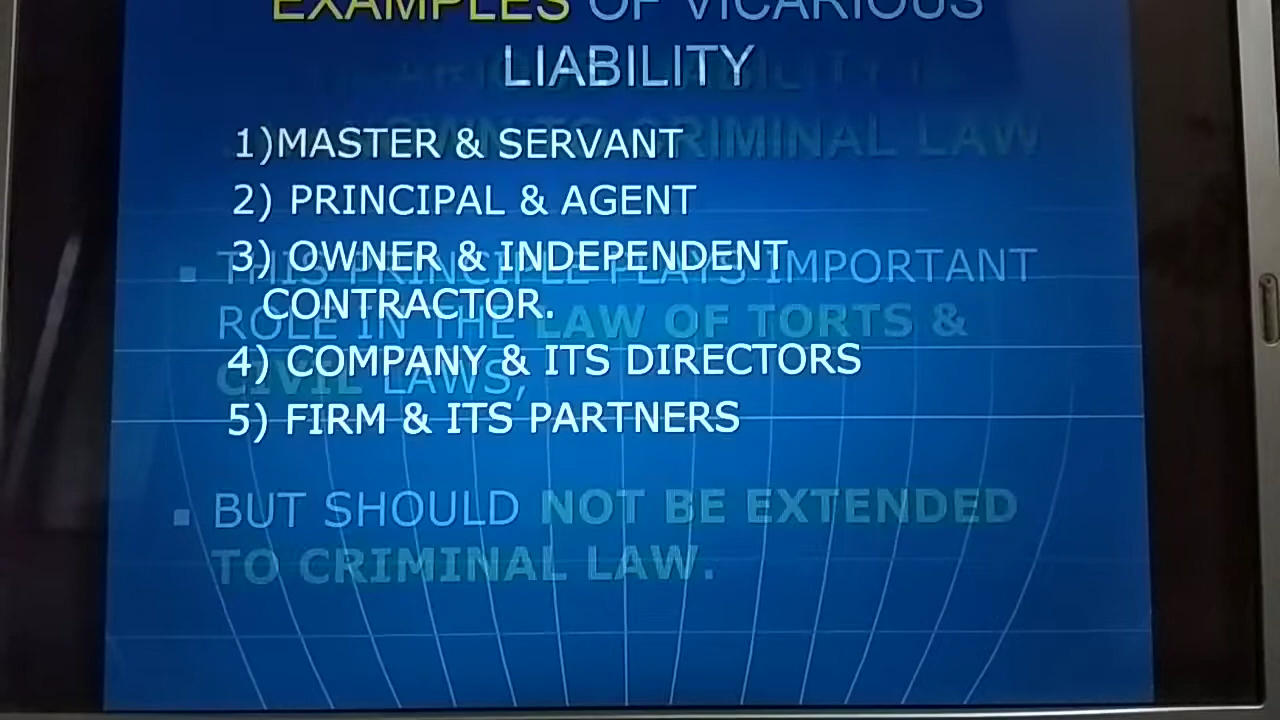 EXAMPLES OF VICARIOUS
LIABILITY
CRIMINAL LAW
1)MASTER & SERVANT
2) PRINCIPAL & AGENT
3) OWNER & INDEPENDENT
CONTRACTOR.
4) COMPANY & ITS DIRECTORS
5) FIRM & ITS PARTNERS
THIS PRINCIPLE PLAYS IMPORTANT
ROLE IN THE LAW OF TORTS &
CIVIL LAWS,
BUT SHOULD NOT BE EXTENDED
TO CRIMINAL LAW.